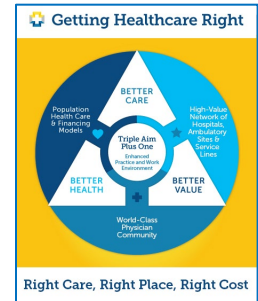 Getting Healthcare Right
BETTER
CARE
Population
Health Care
& Financing
Models
High-Value
Network of
Hospitals,
Ambulatory
Sites &
Service
Lines
Triple Aim
Plus One
Enhanced
Practice and Work
Environment
BETTER
HEALTH
BETTER
VALUE
World-Class
Physician
Community
Right Care, Right Place, Right Cost